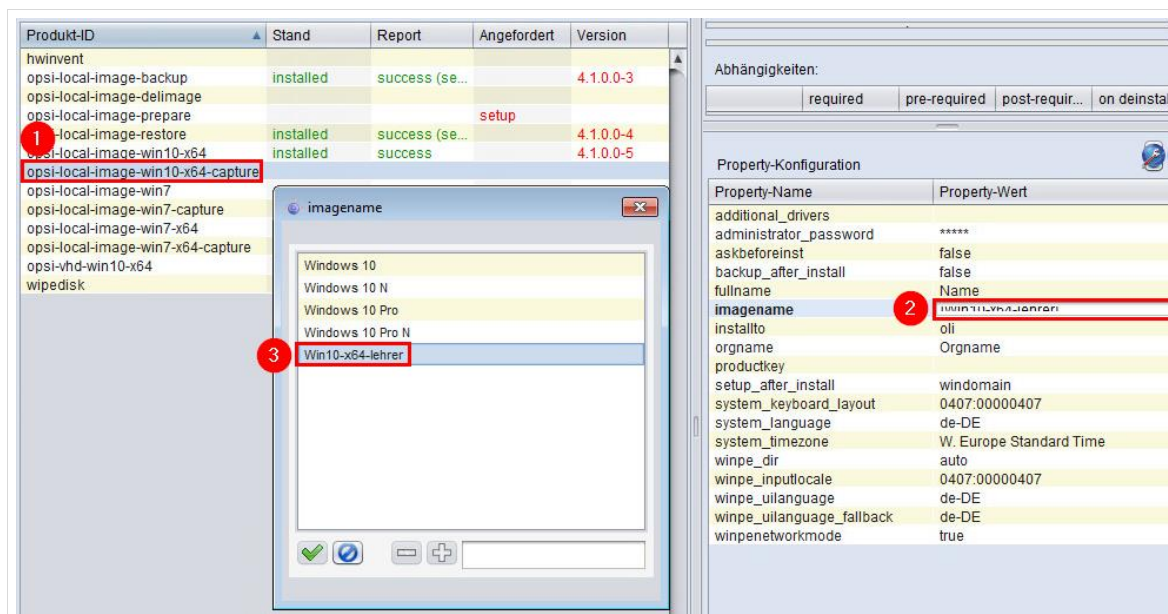 Produkt-ID Stand Report Angefordert Version
hwinvent
opsi-local-image-backup installed success (se... 4.1.0.0-3
opsi-local-image-delimage
opsi-local-image-prepare setup
1
opsi-local-image-restore installed success (se... 4.1.0.0-4
opsi-local-image-win10-x64 installed success 4.1.0.0-5
opsi-local-image-win10-x64-capture
opsi-local-image-win7
opsi-local-image-win7-capture
opsi-local-image-win7-x64
opsi-local-image-win7-x64-capture
opsi-vhd-win10-x64
wipedisk
imagename
Windows 10
Windows 10 N
Windows 10 Pro
Windows 10 Pro N
3
Win10-x64-lehrer
Abhängigkeiten:
required pre-required post-requir... on deinstal
Property-Konfiguration
Property-Name Property-Wert
additional_drivers
administrator_password *****
askbeforeinst false
backup_after_install false
fullname Name
imagename 2 [Win10-x64-lehrer]
installto oli
orgname Orgname
productkey
setup_after_install windomain
system_keyboard_layout 0407:00000407
system_language de-DE
system_timezone W. Europe Standard Time
winpe_dir auto
winpe_inputlocale 0407:00000407
winpe_uilanguage de-DE
winpe_uilanguage_fallback de-DE
winpenetworkmode true